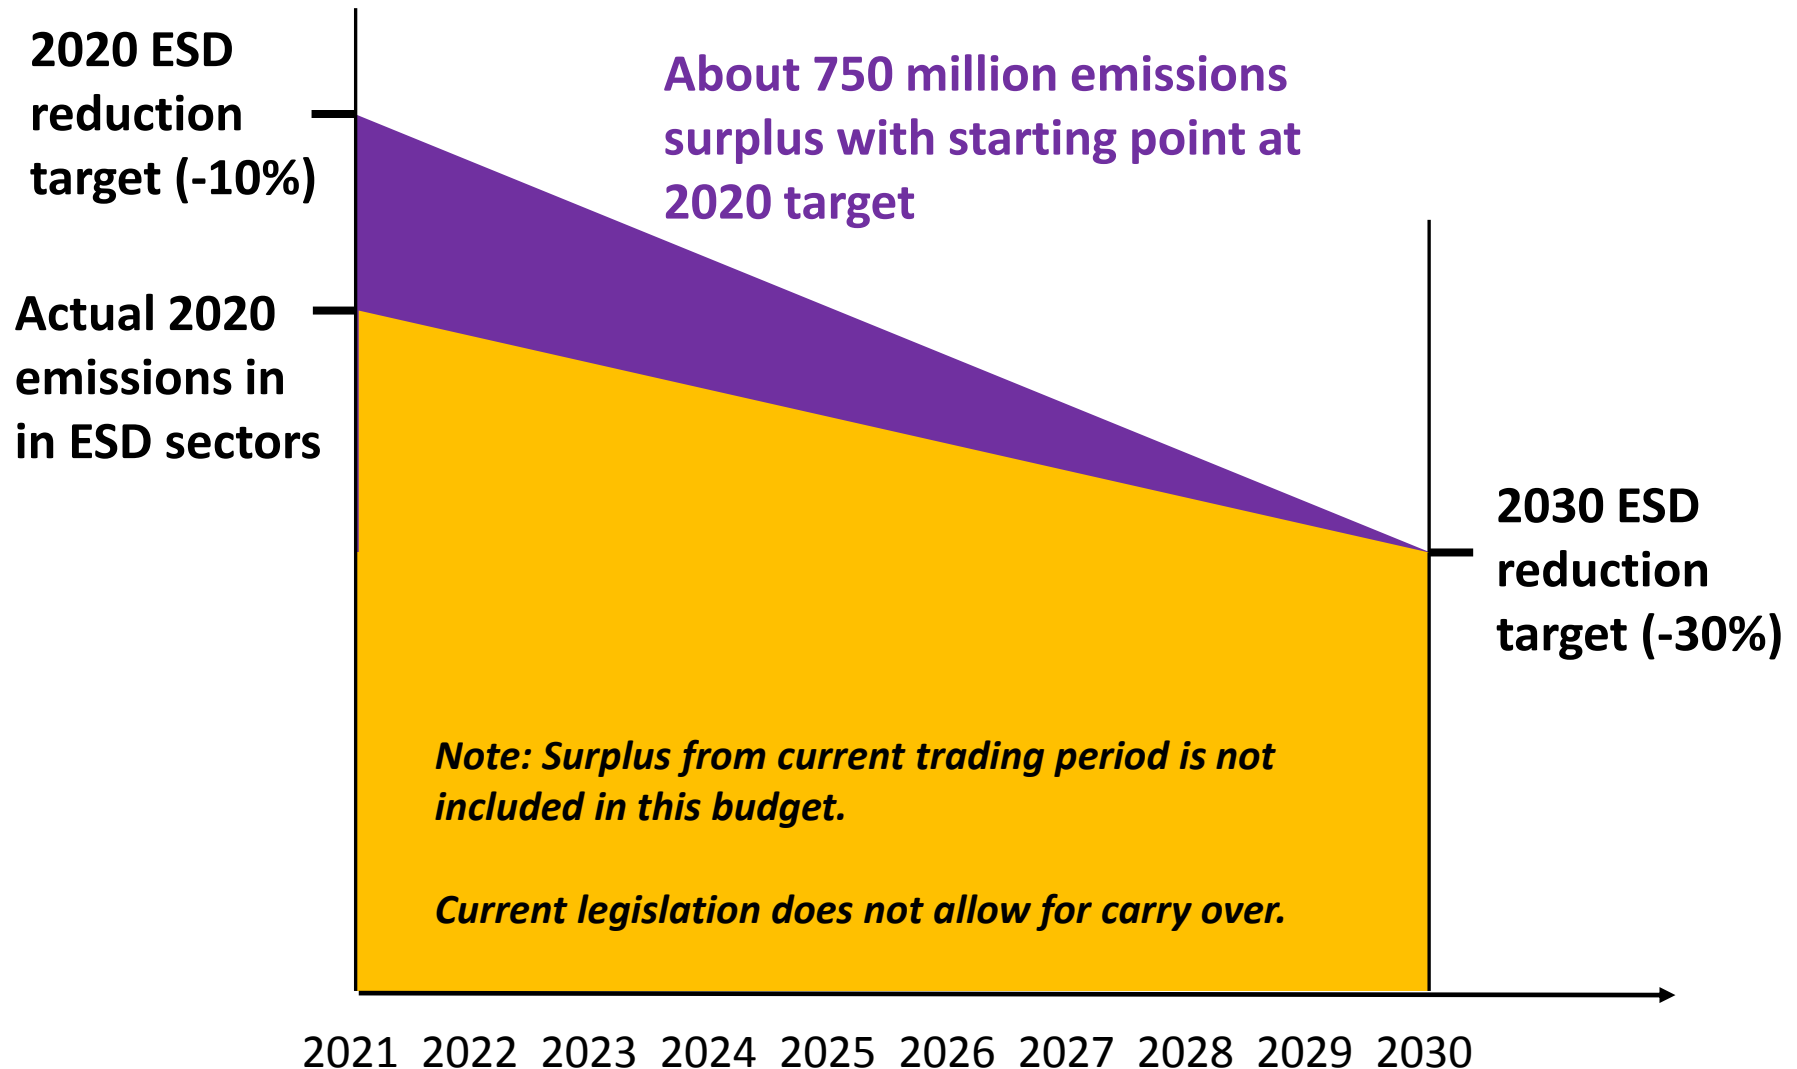 2020 ESD
reduction
target (-10%)
About 750 million emissions
surplus with starting point at
2020 target
Actual 2020
emissions in
in ESD sectors
2030 ESD
reduction
target (-30%)
Note: Surplus from current trading period is not
included in this budget.
Current legislation does not allow for carry over.
2021 2022 2023 2024 2025 2026 2027 2028 2029 2030